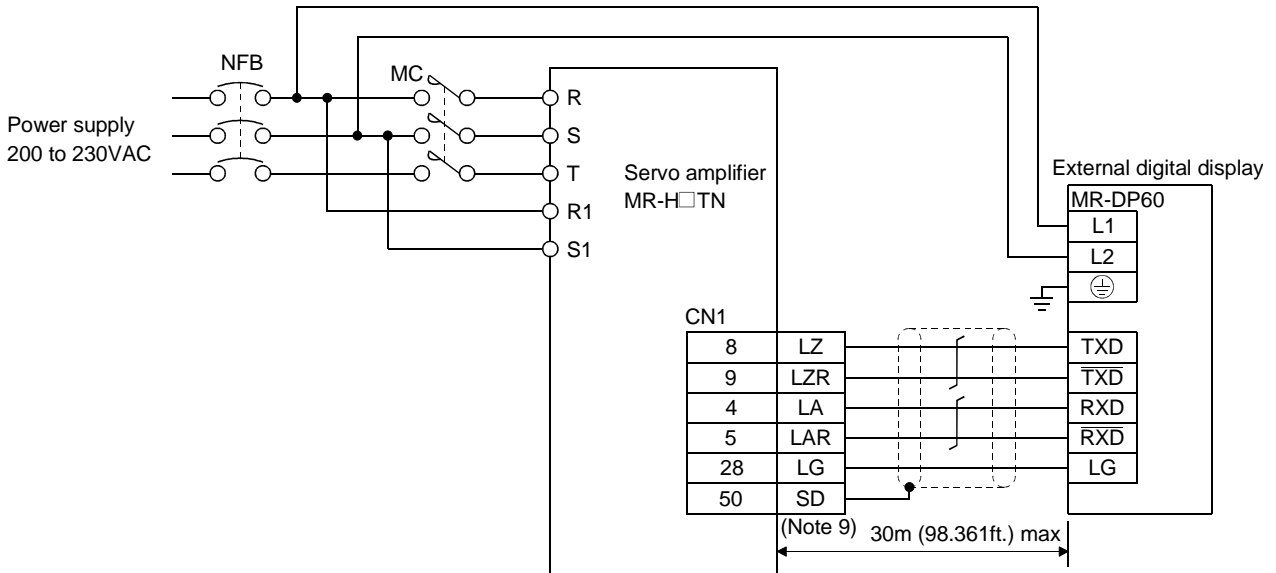 NFB
MC
Power supply
200 to 230VAC
R
S
T
R1
S1
Servo amplifier
MR-H□TN
External digital display
MR-DP60
L1
L2
CN1
8 LZ TXD
9 LZR T̅X̅D̅
4 LA RXD
5 LAR R̅X̅D̅
28 LG LG
50 SD
(Note 9) 30m (98.361ft.) max